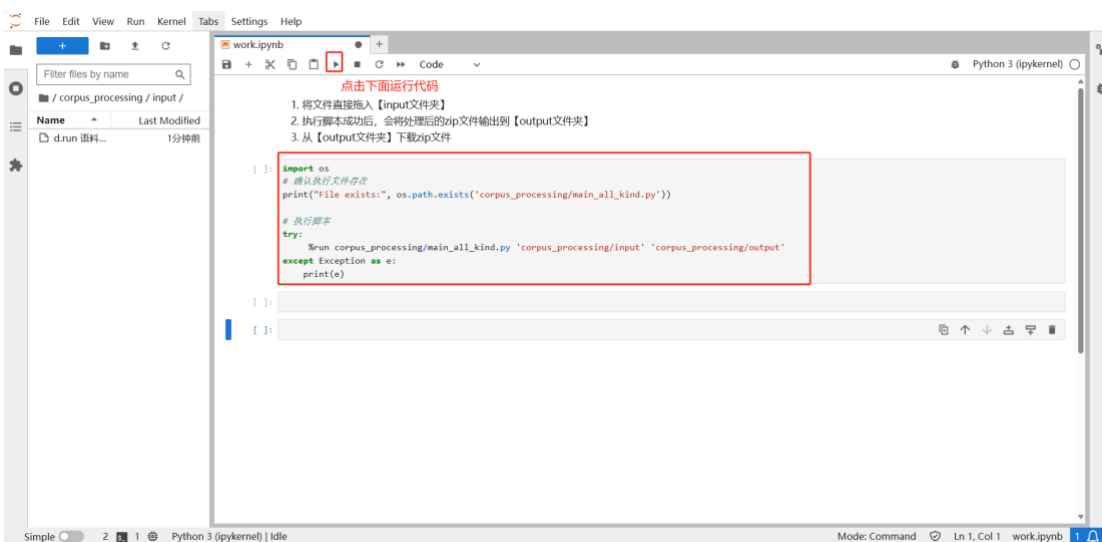 File Edit View Run Kernel Tabs Settings Help
work.ipynb
Filter files by name
Code
Python 3 (ipykernel)
点击下面运行代码
/ corpus_processing / input /
Name
Last Modified
d.run 语料...
1分钟前
1. 将文件直接拖入【input文件夹】
2. 执行脚本成功后，会将处理后的zip文件输出到【output文件夹】
3. 从【output文件夹】下载zip文件
[ ]:
import os
# 确认执行文件存在
print("File exists:", os.path.exists('corpus_processing/main_all_kind.py'))
# 执行脚本
try:
%run corpus_processing/main_all_kind.py 'corpus_processing/input' 'corpus_processing/output'
except Exception as e:
print(e)
[ ]:
[ ]:
Simple 2 1 Python 3 (ipykernel) | Idle
Mode: Command Ln 1, Col 1 work.ipynb 1